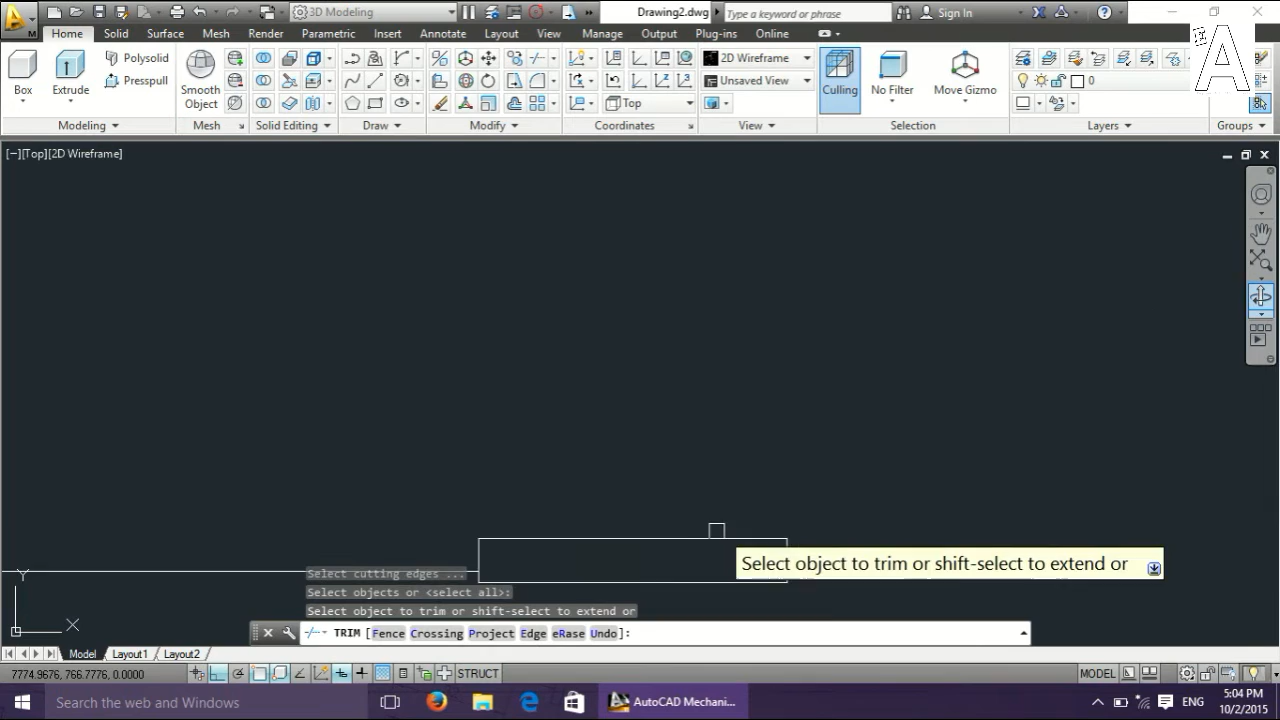 3D Modeling Drawing2.dwg Type a keyword or phrase Sign In
M Home Solid Surface Mesh Render Parametric Insert Annotate Layout View Manage Output Plug-ins Online
A
Box Extrude Polysolid Presspull Smooth Object 2D Wireframe Unsaved View Top Culling No Filter Move Gizmo 0
Modeling Mesh Solid Editing Draw Modify Coordinates View Selection Layers Groups
[−][Top][2D Wireframe]
Select object to trim or shift-select to extend or
Y
X
Select cutting edges ...
Select objects or <select all>:
Select object to trim or shift-select to extend or
TRIM [Fence Crossing Project Edge eRase Undo]:
Model Layout1 Layout2
7774.9676, 766.7776, 0.0000 STRUCT MODEL
Search the web and Windows AutoCAD Mechani... ENG 5:04 PM
10/2/2015